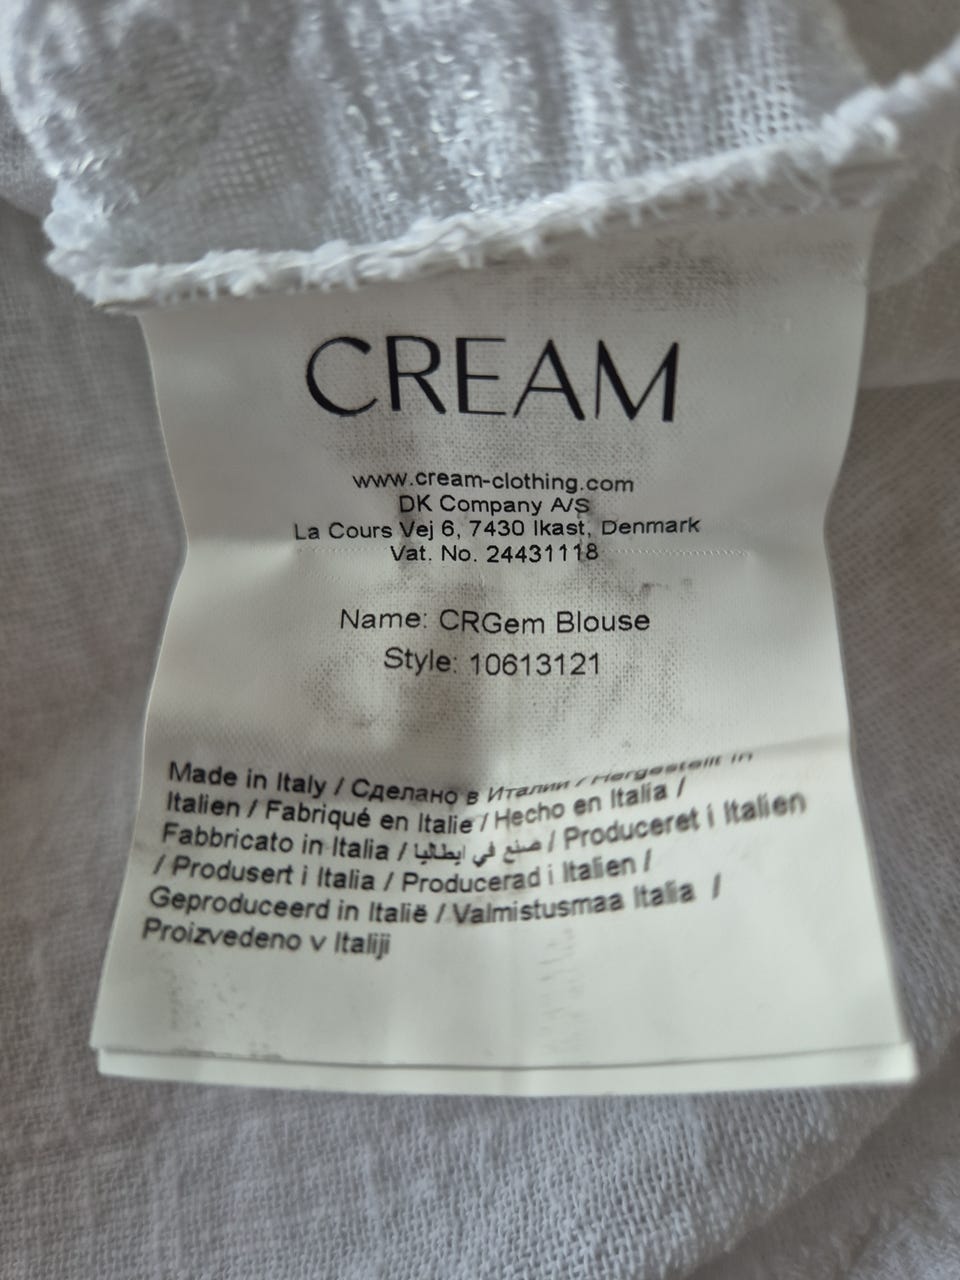 CREAM
www.cream-clothing.com
DK Company A/S
La Cours Vej 6, 7430 Ikast, Denmark
Vat. No. 24431118
Name: CRGem Blouse
Style: 10613121
Made in Italy / Сделано в Италии / Hergestellt in
Italien / Fabriqué en Italie / Hecho en Italia /
Fabbricato in Italia / صنع في ايطاليا / Produceret i Italien
/ Produsert i Italia / Producerad i Italien /
Geproduceerd in Italië / Valmistusmaa Italia /
Proizvedeno v Italiji